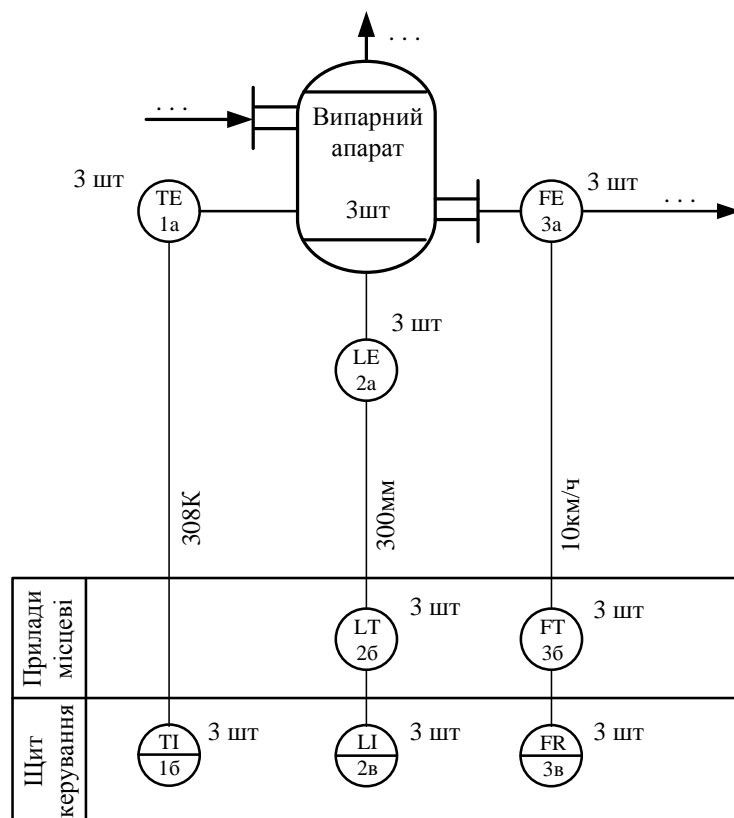 . . .
. . .
Випарний
апарат
3 шт
TE
1а
3шт
3 шт
FE
3а
. . .
3 шт
LE
2а
308К
300мм
10км/ч
Прилади
місцеві
LT
2б
3 шт
FT
3б
3 шт
Щит
керування
TI
1б
3 шт
LI
2в
3 шт
FR
3в
3 шт